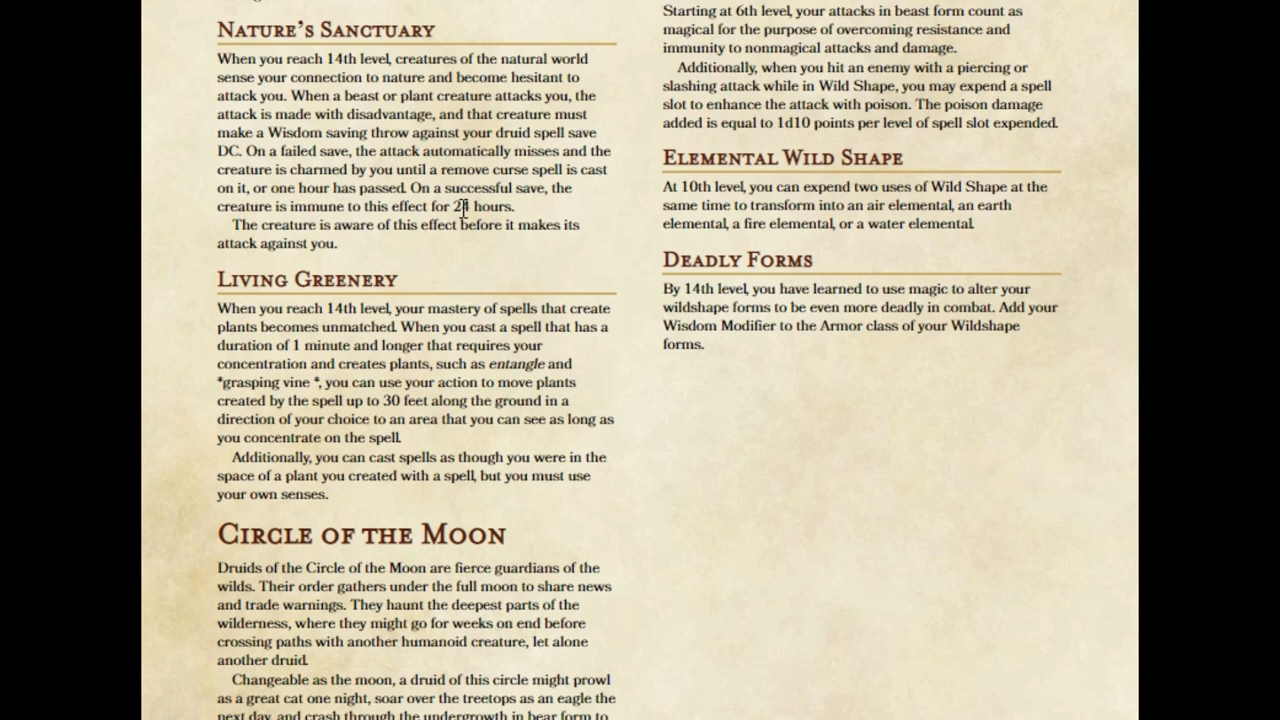 Nature's Sanctuary
When you reach 14th level, creatures of the natural world
sense your connection to nature and become hesitant to
attack you. When a beast or plant creature attacks you, the
attack is made with disadvantage, and that creature must
make a Wisdom saving throw against your druid spell save
DC. On a failed save, the attack automatically misses and the
creature is charmed by you until a remove curse spell is cast
on it, or one hour has passed. On a successful save, the
creature is immune to this effect for 24 hours.
The creature is aware of this effect before it makes its
attack against you.
Living Greenery
When you reach 14th level, your mastery of spells that create
plants becomes unmatched. When you cast a spell that has a
duration of 1 minute and longer that requires your
concentration and creates plants, such as entangle and
*grasping vine *, you can use your action to move plants
created by the spell up to 30 feet along the ground in a
direction of your choice to an area that you can see as long as
you concentrate on the spell.
Additionally, you can cast spells as though you were in the
space of a plant you created with a spell, but you must use
your own senses.
Circle of the Moon
Druids of the Circle of the Moon are fierce guardians of the
wilds. Their order gathers under the full moon to share news
and trade warnings. They haunt the deepest parts of the
wilderness, where they might go for weeks on end before
crossing paths with another humanoid creature, let alone
another druid.
Changeable as the moon, a druid of this circle might prowl
as a great cat one night, soar over the treetops as an eagle the
next day, and crash through the undergrowth in bear form to
Starting at 6th level, your attacks in beast form count as
magical for the purpose of overcoming resistance and
immunity to nonmagical attacks and damage.
Additionally, when you hit an enemy with a piercing or
slashing attack while in Wild Shape, you may expend a spell
slot to enhance the attack with poison. The poison damage
added is equal to 1d10 points per level of spell slot expended.
Elemental Wild Shape
At 10th level, you can expend two uses of Wild Shape at the
same time to transform into an air elemental, an earth
elemental, a fire elemental, or a water elemental.
Deadly Forms
By 14th level, you have learned to use magic to alter your
wildshape forms to be even more deadly in combat. Add your
Wisdom Modifier to the Armor class of your Wildshape
forms.